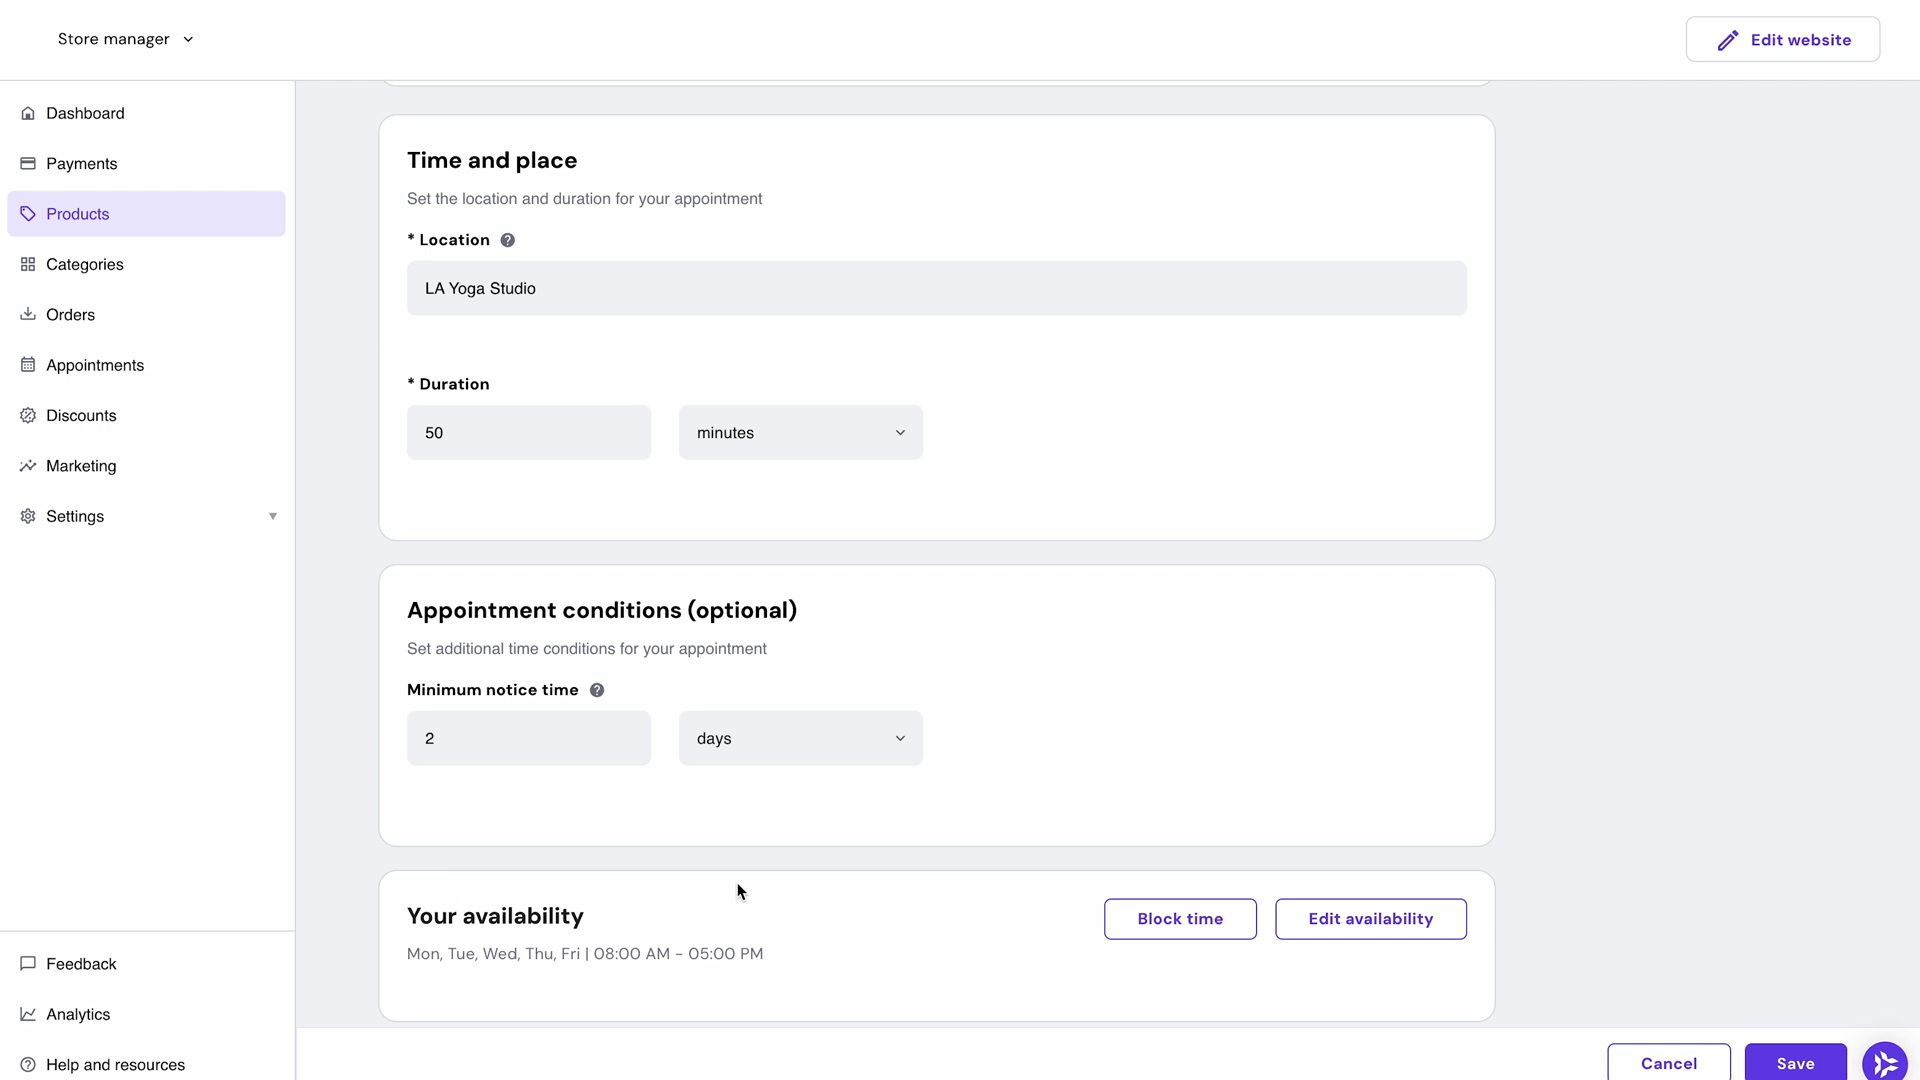 Store manager
Edit website
Dashboard
Payments
Products
Categories
Orders
Appointments
Discounts
Marketing
Settings
Feedback
Analytics
Help and resources
Time and place
Set the location and duration for your appointment
* Location
LA Yoga Studio
* Duration
50
minutes
Appointment conditions (optional)
Set additional time conditions for your appointment
Minimum notice time
2
days
Your availability
Block time
Edit availability
Mon, Tue, Wed, Thu, Fri | 08:00 AM - 05:00 PM
Cancel
Save